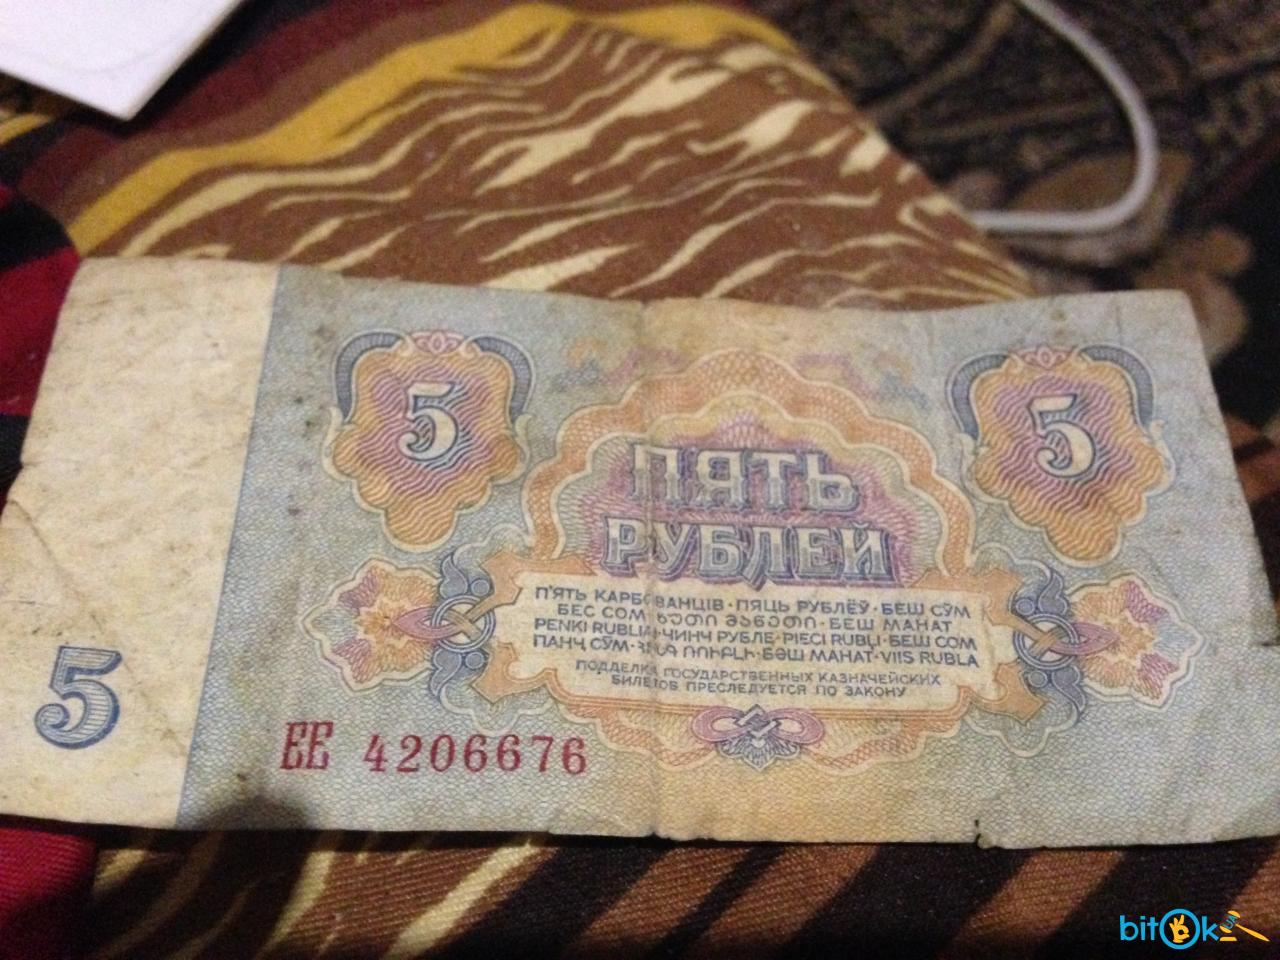 5
5
ПЯТЬ
РУБЛЕЙ
П'ЯТЬ КАРБОВАНЦІВ · ПЯЦЬ РУБЛЁЎ · БЕШ СЎМ
БЕС СОМ ᲮᲣᲗᲘ ᲛᲐᲜᲔᲗᲘ · БЕШ МАНАТ
PENKI RUBLIAI · ЧИНЧ РУБЛЕ · PIECI RUBĻI · БЕШ СОМ
ПАНҶ СӮМ · ՀԻՆԳ ՌՈՒԲԼԻ · БӘШ МАНАТ · VIIS RUBLA
ПОДДЕЛКА ГОСУДАРСТВЕННЫХ КАЗНАЧЕЙСКИХ
БИЛЕТОВ ПРЕСЛЕДУЕТСЯ ПО ЗАКОНУ
5
ЕЕ 4206676
bitOk